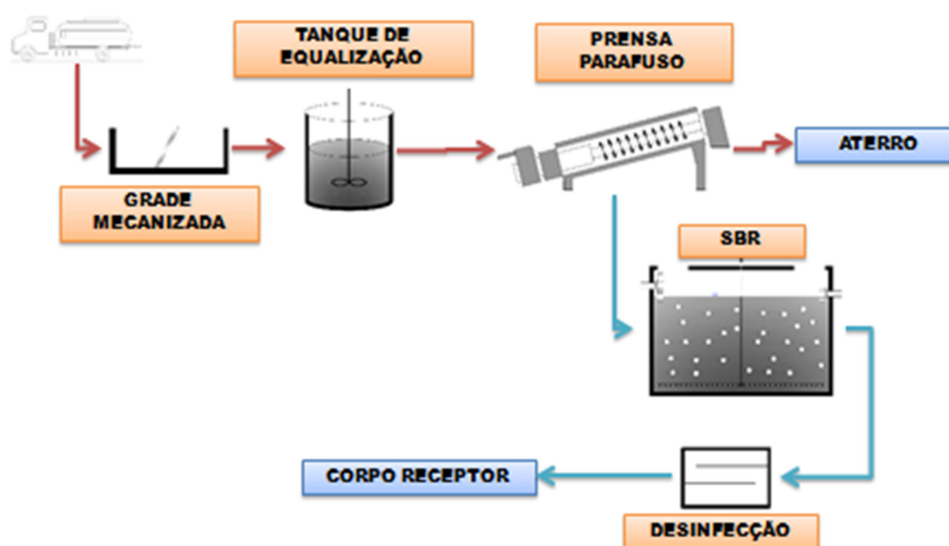 TANQUE DE
EQUALIZAÇÃO
PRENSA
PARAFUSO
ATERRO
GRADE
MECANIZADA
SBR
CORPO RECEPTOR
DESINFECÇÃO